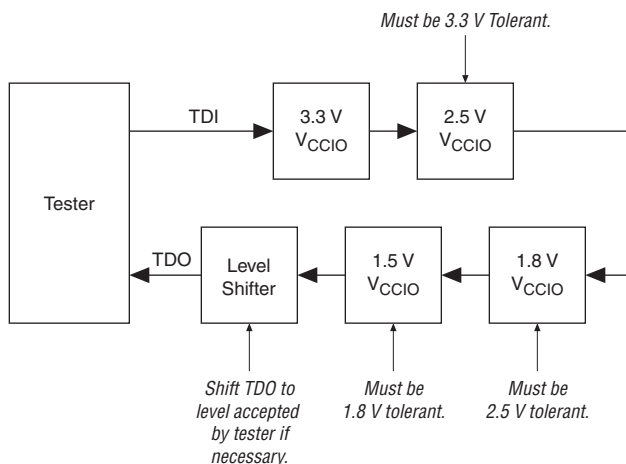 Must be 3.3 V Tolerant.
TDI
3.3 V
VCCIO
2.5 V
VCCIO
Tester
TDO
Level
Shifter
1.5 V
VCCIO
1.8 V
VCCIO
Shift TDO to
level accepted
by tester if
necessary.
Must be
1.8 V tolerant.
Must be
2.5 V tolerant.